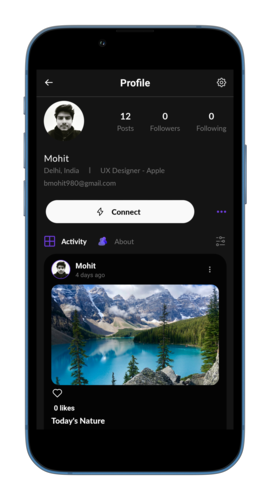 Profile
12 0 0
Posts Followers Following
Mohit
Delhi, India | UX Designer - Apple
bmohit980@gmail.com
Connect
Activity About
Mohit
4 days ago
0 likes
Today's Nature